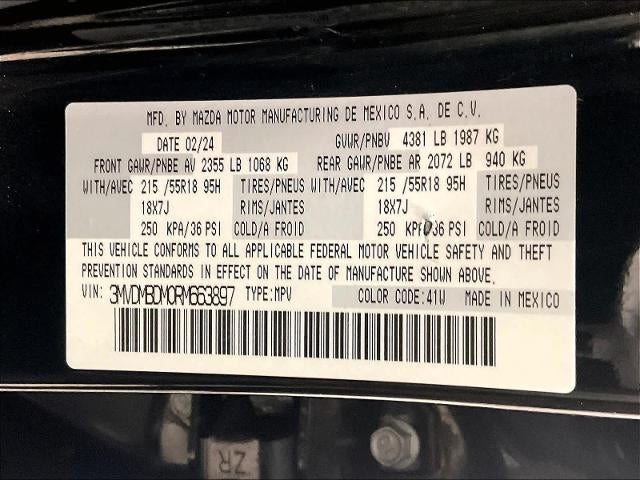 MFD. BY MAZDA MOTOR MANUFACTURING DE MEXICO S.A. DE C.V.
DATE 02/24 GVWR/PNBV 4381 LB 1987 KG
FRONT GAWR/PNBE AV 2355 LB 1068 KG REAR GAWR/PNBE AR 2072 LB 940 KG
WITH/AVEC 215 /55R18 95H TIRES/PNEUS WITH/AVEC 215 /55R18 95H TIRES/PNEUS
18X7J RIMS/JANTES 18X7J RIMS/JANTES
250 KPA/36 PSI COLD/A FROID 250 KPA/36 PSI COLD/A FROID
THIS VEHICLE CONFORMS TO ALL APPLICABLE FEDERAL MOTOR VEHICLE SAFETY AND THEFT
PREVENTION STANDARDS IN EFFECT ON THE DATE OF MANUFACTURE SHOWN ABOVE.
VIN: 3MVDMBDM0RM663897 TYPE:MPV COLOR CODE:41W MADE IN MEXICO
ZR